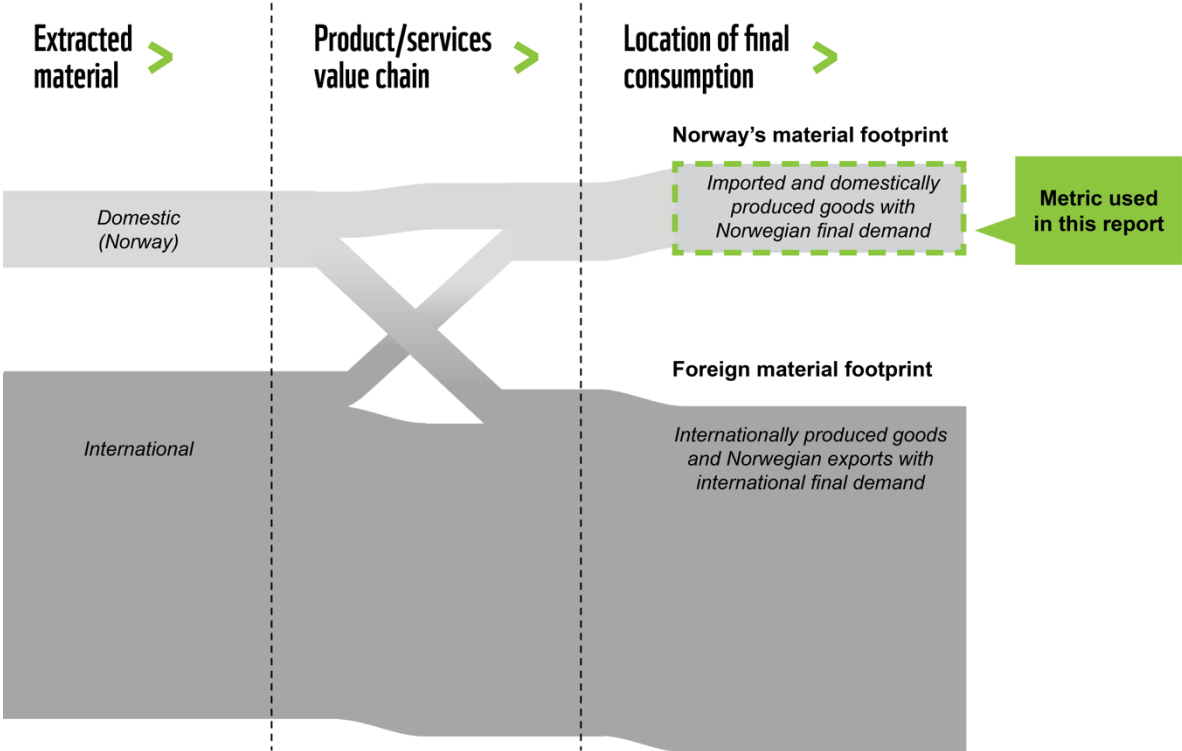 Extracted
material
Product/services
value chain
Location of final
consumption
Norway's material footprint
Domestic
(Norway)
Imported and domestically
produced goods with
Norwegian final demand
Metric used
in this report
Foreign material footprint
International
Internationally produced goods
and Norwegian exports with
international final demand